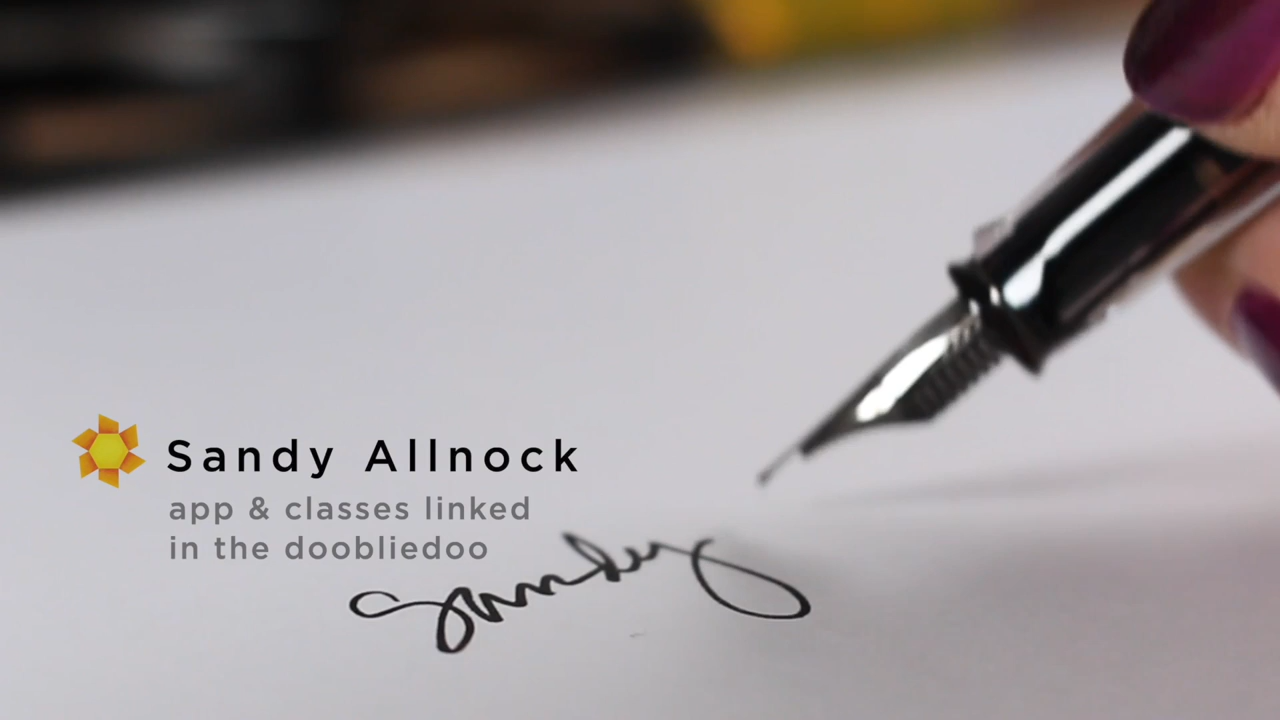 Sandy Allnock
app & classes linked
in the doobliedoo
Sandy